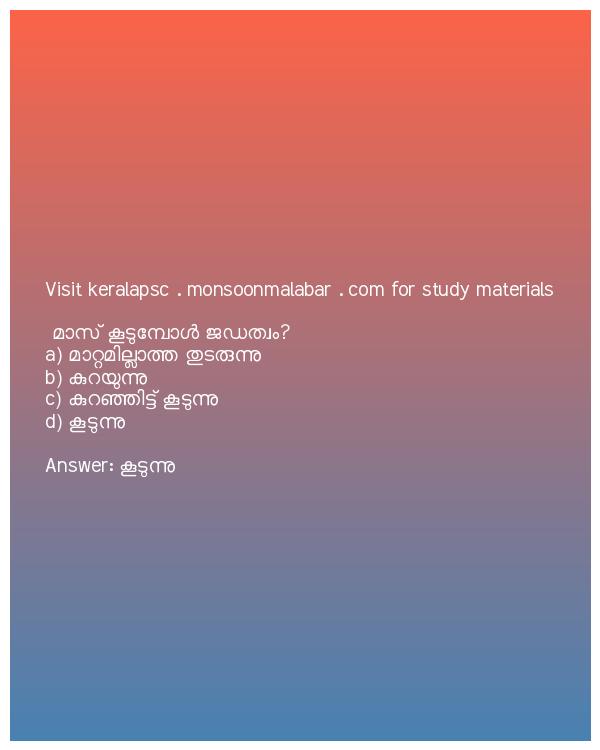 Visit keralapsc . monsoonmalabar . com for study materials
മാസ് കൂടുമ്പോൾ ജഡത്വം?
a) മാറ്റമില്ലാത്ത തുടരുന്നു
b) കുറയുന്നു
c) കുറഞ്ഞിട്ട് കൂടുന്നു
d) കൂടുന്നു
Answer: കൂടുന്നു